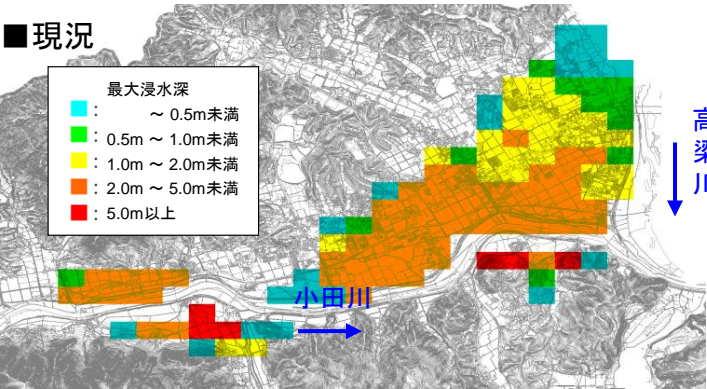 ■現況
最大浸水深
： ～ 0.5m未満
： 0.5m ～ 1.0m未満
： 1.0m ～ 2.0m未満
： 2.0m ～ 5.0m未満
： 5.0m以上
高梁川
小田川